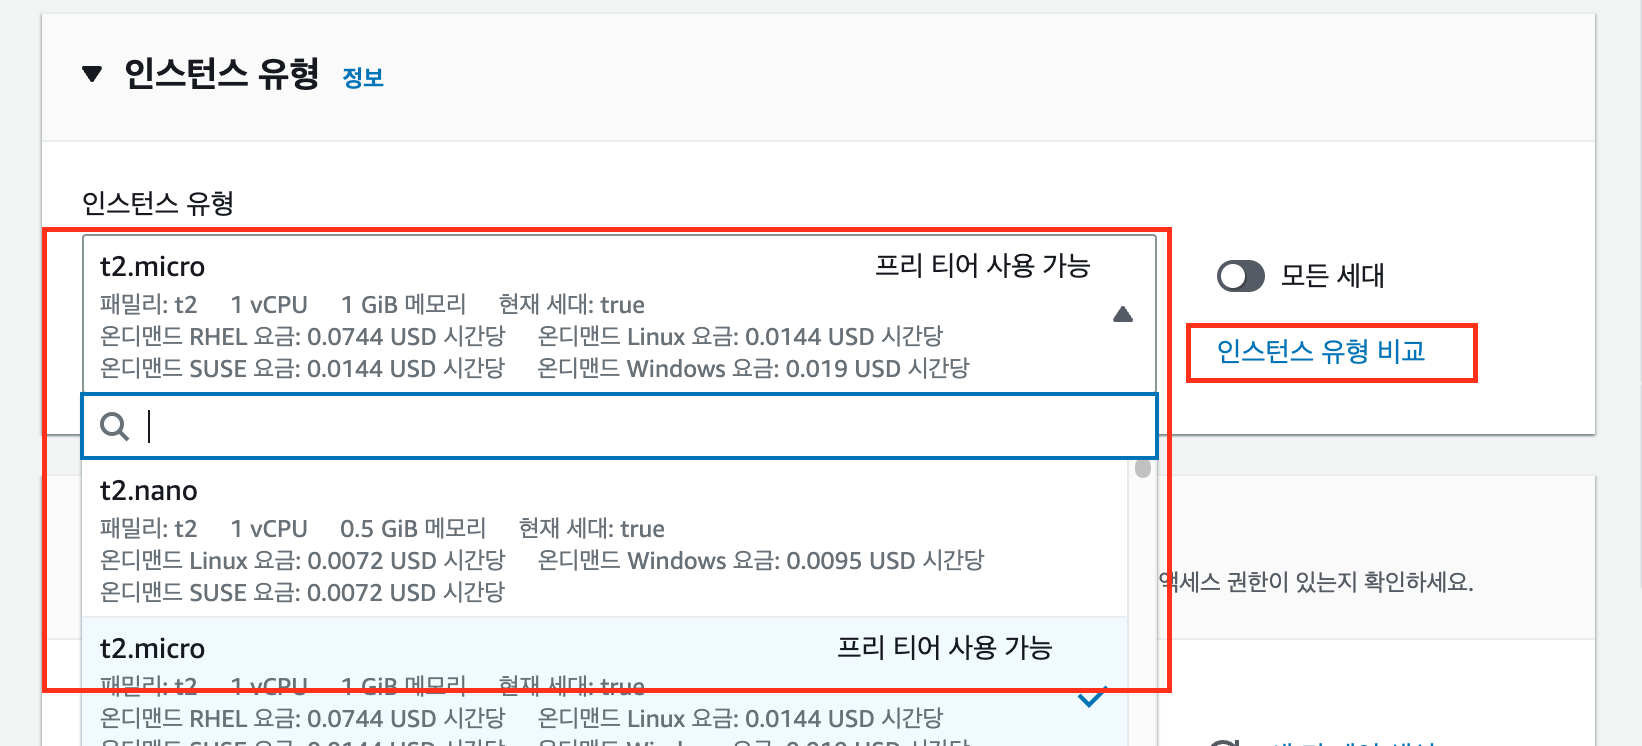 인스턴스 유형 정보
인스턴스 유형
t2.micro 프리 티어 사용 가능
패밀리: t2 1 vCPU 1 GiB 메모리 현재 세대: true
온디맨드 RHEL 요금: 0.0744 USD 시간당 온디맨드 Linux 요금: 0.0144 USD 시간당
온디맨드 SUSE 요금: 0.0144 USD 시간당 온디맨드 Windows 요금: 0.019 USD 시간당
모든 세대
인스턴스 유형 비교
t2.nano
패밀리: t2 1 vCPU 0.5 GiB 메모리 현재 세대: true
온디맨드 Linux 요금: 0.0072 USD 시간당 온디맨드 Windows 요금: 0.0095 USD 시간당
온디맨드 SUSE 요금: 0.0072 USD 시간당
액세스 권한이 있는지 확인하세요.
t2.micro 프리 티어 사용 가능
패밀리: t2 1 vCPU 1 GiB 메모리 현재 세대: true
온디맨드 RHEL 요금: 0.0744 USD 시간당 온디맨드 Linux 요금: 0.0144 USD 시간당